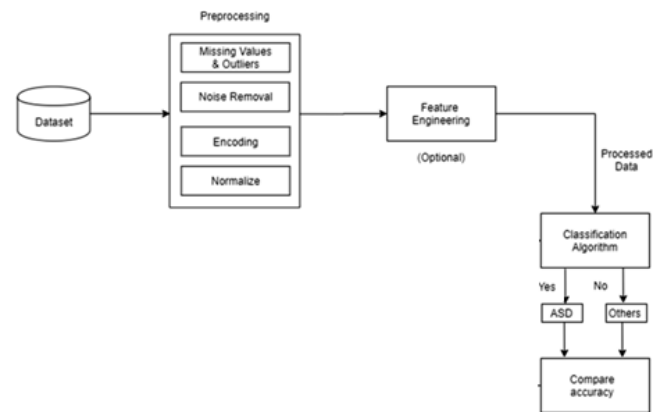 Preprocessing
Missing Values
& Outliers
Noise Removal
Encoding
Normalize
Dataset
Feature
Engineering
(Optional)
Processed
Data
Classification
Algorithm
Yes
No
ASD
Others
Compare
accuracy